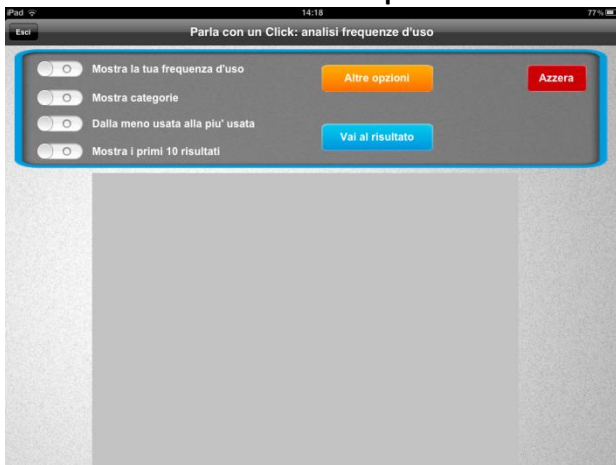 iPad 14:18 77%
Esci Parla con un Click: analisi frequenze d'uso
Mostra la tua frequenza d'uso
Altre opzioni
Azzera
Mostra categorie
Dalla meno usata alla piu' usata
Vai al risultato
Mostra i primi 10 risultati